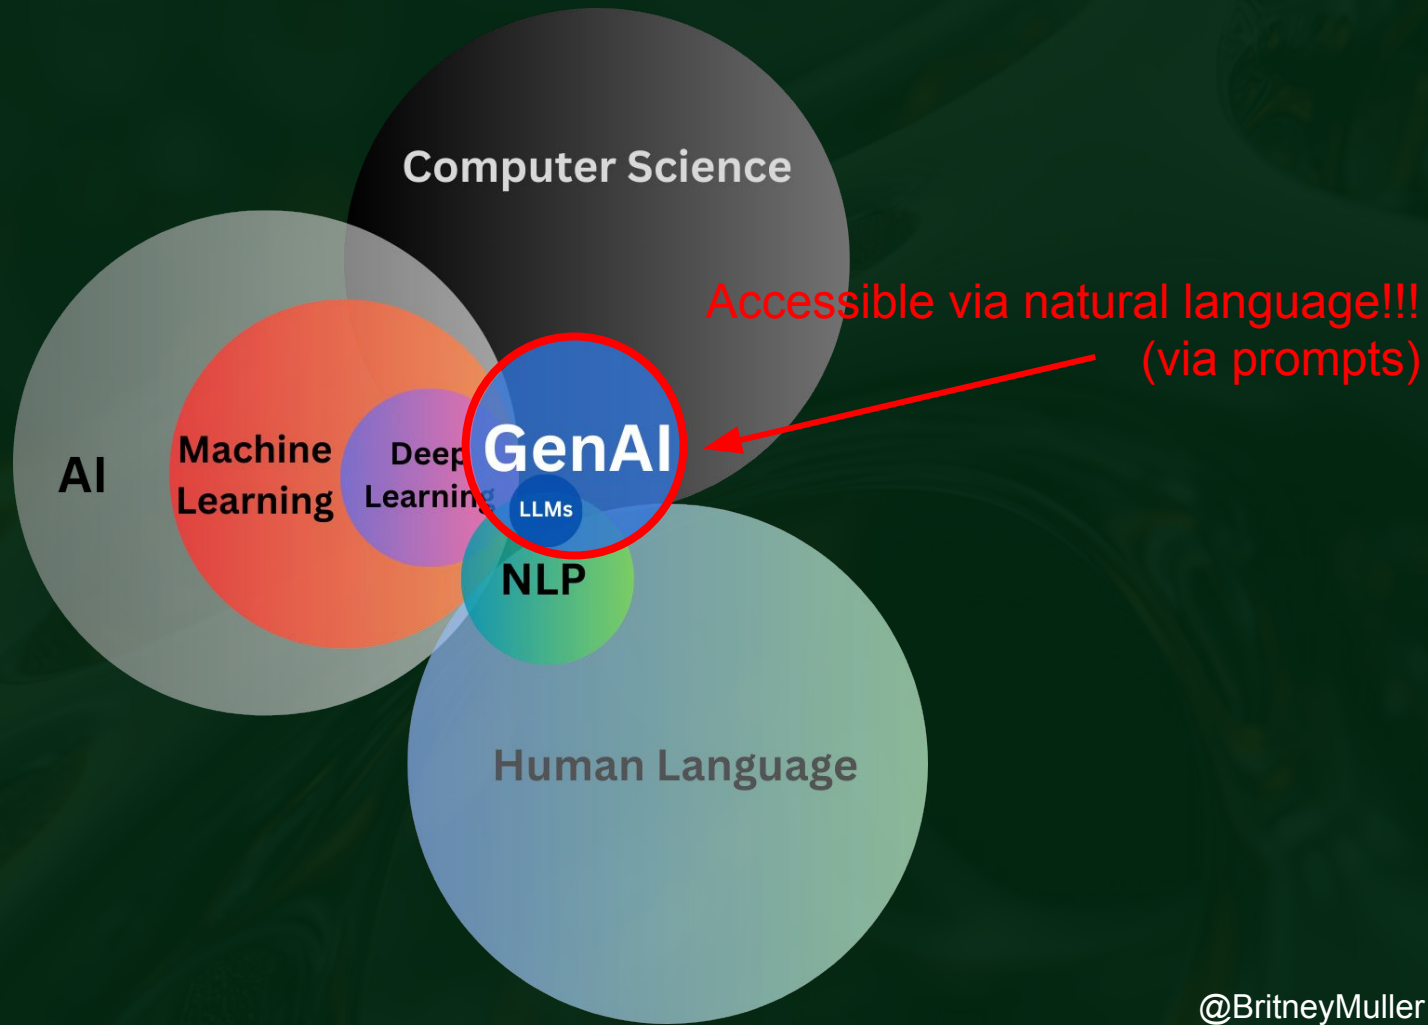 Computer Science
Accessible via natural language!!!
(via prompts)
AI
Machine
Learning
Deep
Learning
GenAI
LLMs
NLP
Human Language
@BritneyMuller